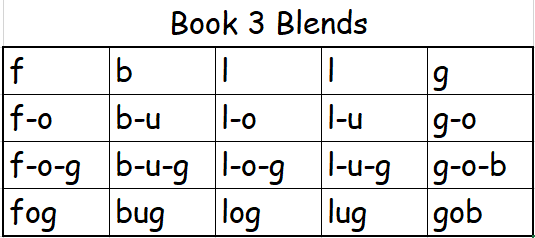 Book 3 Blends
f b l l g
f-o b-u l-o l-u g-o
f-o-g b-u-g l-o-g l-u-g g-o-b
fog bug log lug gob